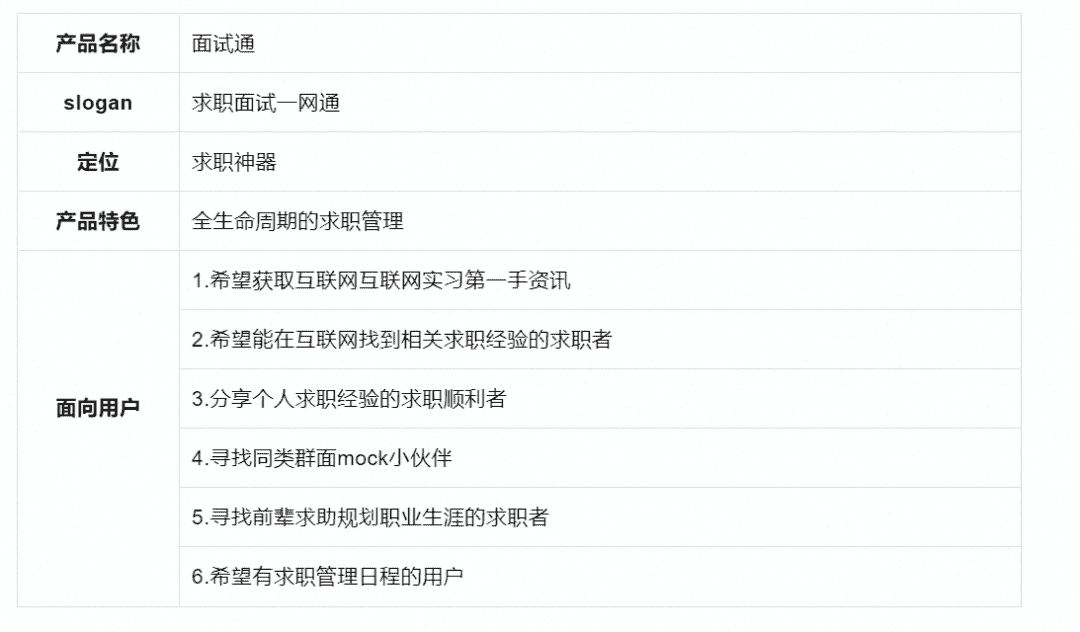 产品名称 面试通
slogan 求职面试一网通
定位 求职神器
产品特色 全生命周期的求职管理
面向用户
1.希望获取互联网互联网实习第一手资讯
2.希望能在互联网找到相关求职经验的求职者
3.分享个人求职经验的求职顺利者
4.寻找同类群面mock小伙伴
5.寻找前辈求助规划职业生涯的求职者
6.希望有求职管理日程的用户